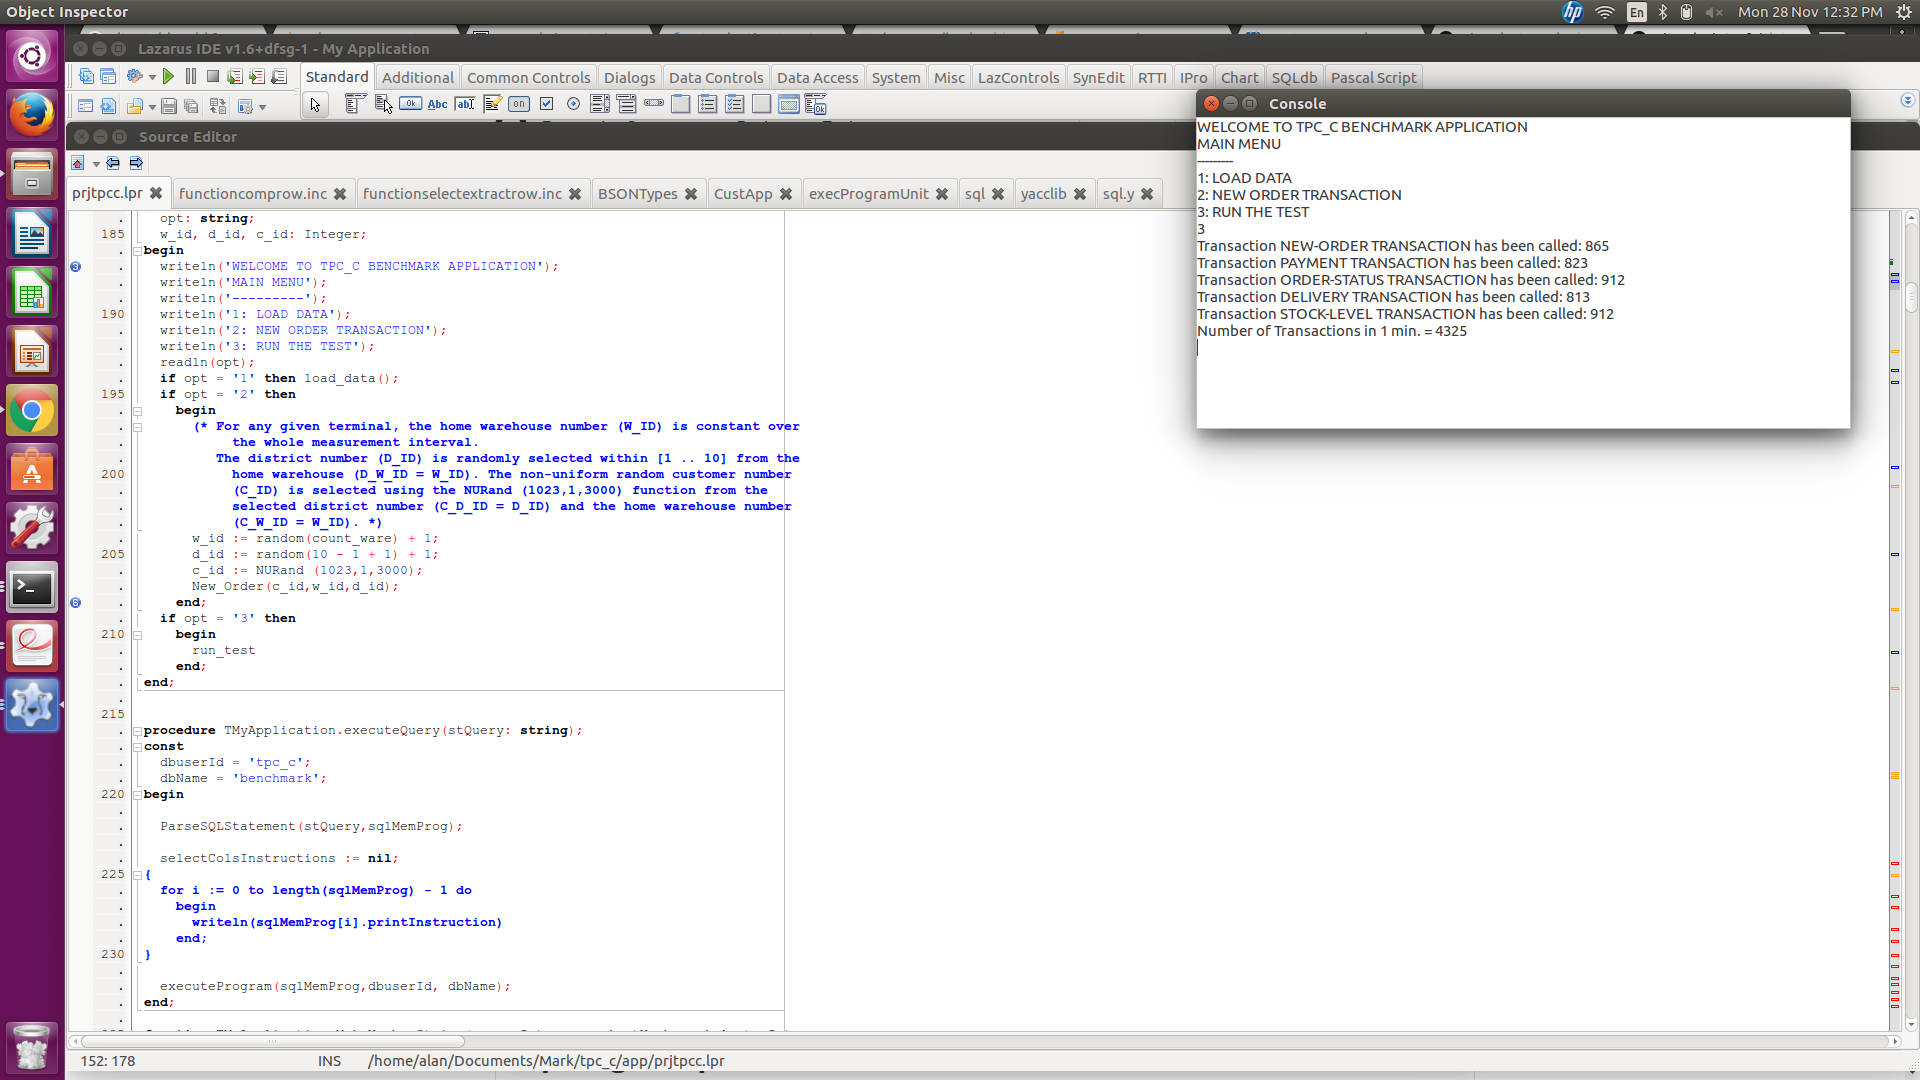 Object Inspector
En
Mon 28 Nov 12:32 PM
Lazarus IDE v1.6+dfsg-1 - My Application
Standard Additional Common Controls Dialogs Data Controls Data Access System Misc LazControls SynEdit RTTI IPro Chart SQLdb Pascal Script
Ok Abc abI on
Source Editor
prjtpcc.lpr functioncomprow.inc functionselectextractrow.inc BSONTypes CustApp execProgramUnit sql yacclib sql.y
opt: string;
185 w_id, d_id, c_id: Integer;
begin
writeln('WELCOME TO TPC_C BENCHMARK APPLICATION');
writeln('MAIN MENU');
writeln('---------');
190 writeln('1: LOAD DATA');
writeln('2: NEW ORDER TRANSACTION');
writeln('3: RUN THE TEST');
readln(opt);
if opt = '1' then load_data();
195 if opt = '2' then
begin
(* For any given terminal, the home warehouse number (W_ID) is constant over
the whole measurement interval.
The district number (D_ID) is randomly selected within [1 .. 10] from the
200 home warehouse (D_W_ID = W_ID). The non-uniform random customer number
(C_ID) is selected using the NURand (1023,1,3000) function from the
selected district number (C_D_ID = D_ID) and the home warehouse number
(C_W_ID = W_ID). *)
w_id := random(count_ware) + 1;
205 d_id := random(10 - 1 + 1) + 1;
c_id := NURand (1023,1,3000);
New_Order(c_id,w_id,d_id);
end;
if opt = '3' then
210 begin
run_test
end;
end;
215
procedure TMyApplication.executeQuery(stQuery: string);
const
dbuserId = 'tpc_c';
dbName = 'benchmark';
220 begin
ParseSQLStatement(stQuery,sqlMemProg);
selectColsInstructions := nil;
225 {
for i := 0 to length(sqlMemProg) - 1 do
begin
writeln(sqlMemProg[i].printInstruction)
end;
230 }
executeProgram(sqlMemProg,dbuserId, dbName);
end;
152: 178 INS /home/alan/Documents/Mark/tpc_c/app/prjtpcc.lpr
Console
WELCOME TO TPC_C BENCHMARK APPLICATION
MAIN MENU
---------
1: LOAD DATA
2: NEW ORDER TRANSACTION
3: RUN THE TEST
3
Transaction NEW-ORDER TRANSACTION has been called: 865
Transaction PAYMENT TRANSACTION has been called: 823
Transaction ORDER-STATUS TRANSACTION has been called: 912
Transaction DELIVERY TRANSACTION has been called: 813
Transaction STOCK-LEVEL TRANSACTION has been called: 912
Number of Transactions in 1 min. = 4325